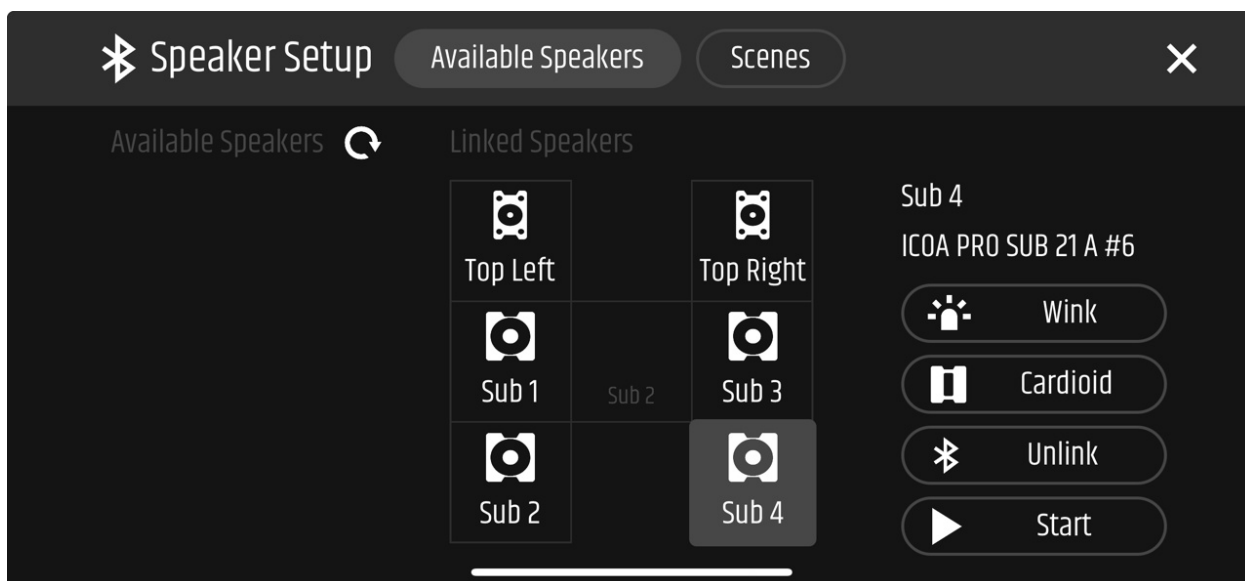 Speaker Setup Available Speakers Scenes
Available Speakers Linked Speakers
Sub 4
ICOA PRO SUB 21 A #6
Top Left Top Right
Wink
Sub 1 Sub 2 Sub 3
Cardioid
Unlink
Sub 2 Sub 4
Start